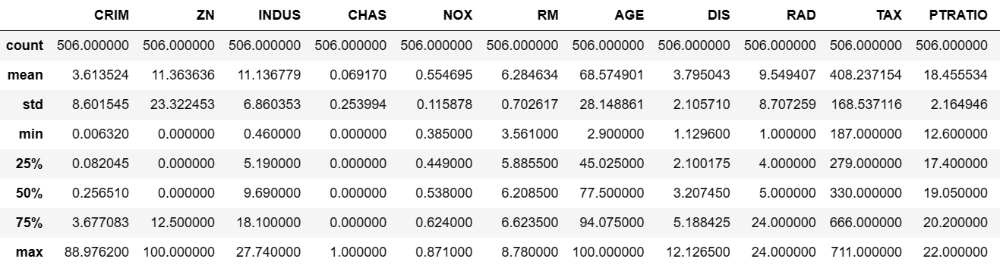 CRIM ZN INDUS CHAS NOX RM AGE DIS RAD TAX PTRATIO
count 506.000000 506.000000 506.000000 506.000000 506.000000 506.000000 506.000000 506.000000 506.000000 506.000000 506.000000
mean 3.613524 11.363636 11.136779 0.069170 0.554695 6.284634 68.574901 3.795043 9.549407 408.237154 18.455534
std 8.601545 23.322453 6.860353 0.253994 0.115878 0.702617 28.148861 2.105710 8.707259 168.537116 2.164946
min 0.006320 0.000000 0.460000 0.000000 0.385000 3.561000 2.900000 1.129600 1.000000 187.000000 12.600000
25% 0.082045 0.000000 5.190000 0.000000 0.449000 5.885500 45.025000 2.100175 4.000000 279.000000 17.400000
50% 0.256510 0.000000 9.690000 0.000000 0.538000 6.208500 77.500000 3.207450 5.000000 330.000000 19.050000
75% 3.677083 12.500000 18.100000 0.000000 0.624000 6.623500 94.075000 5.188425 24.000000 666.000000 20.200000
max 88.976200 100.000000 27.740000 1.000000 0.871000 8.780000 100.000000 12.126500 24.000000 711.000000 22.000000